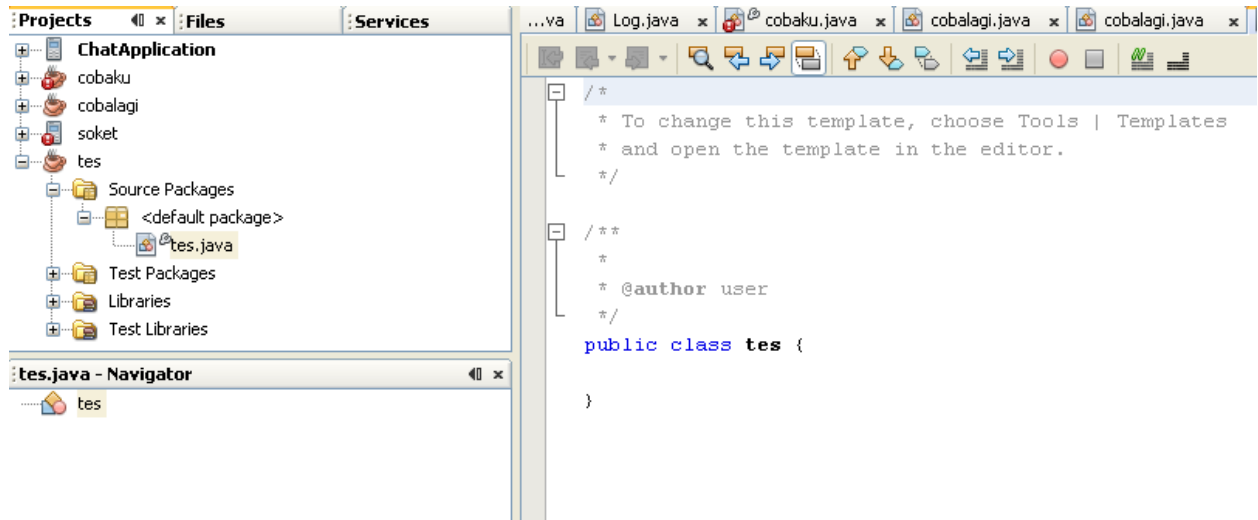 Projects
Files
Services
ChatApplication
cobaku
cobalagi
soket
tes
Source Packages
<default package>
tes.java
Test Packages
Libraries
Test Libraries
tes.java - Navigator
tes
...va
Log.java
cobaku.java
cobalagi.java
cobalagi.java
/*
* To change this template, choose Tools | Templates
* and open the template in the editor.
*/
/**
*
* @author user
*/
public class tes {
}